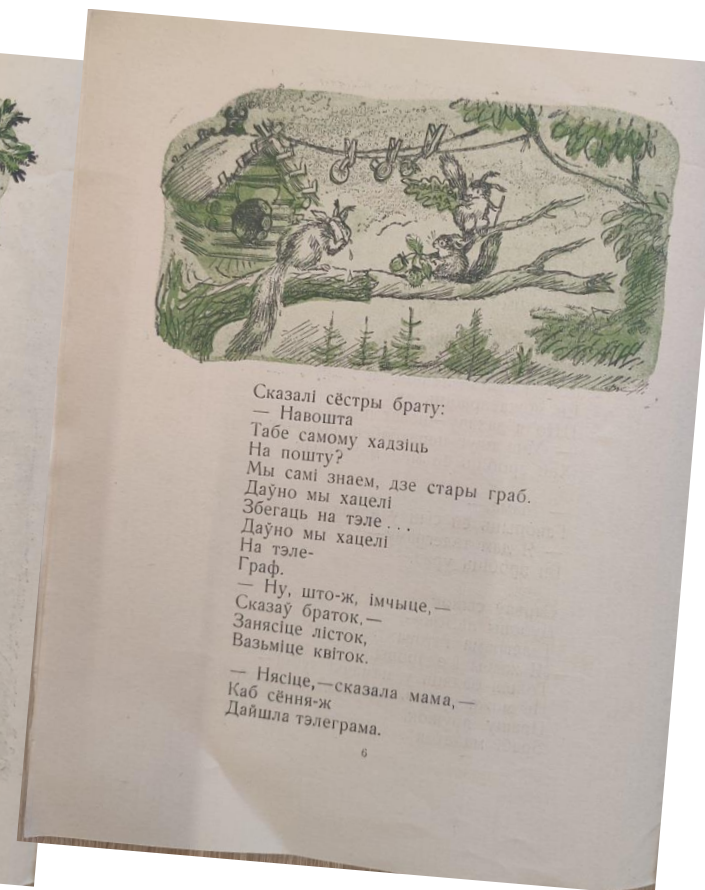 Сказалі сёстры брату:
— Навошта
Табе самому хадзіць
На пошту?
Мы самі знаем, дзе стары граб.
Даўно мы хацелі
Збегаць на тэле...
Даўно мы хацелі
На тэле-
Граф.
— Ну, што-ж, імчыце,—
Сказаў браток,—
Занясіце лісток,
Вазьміце квіток.
— Нясіце,—сказала мама,—
Каб сёння-ж
Дайшла тэлеграма.
6